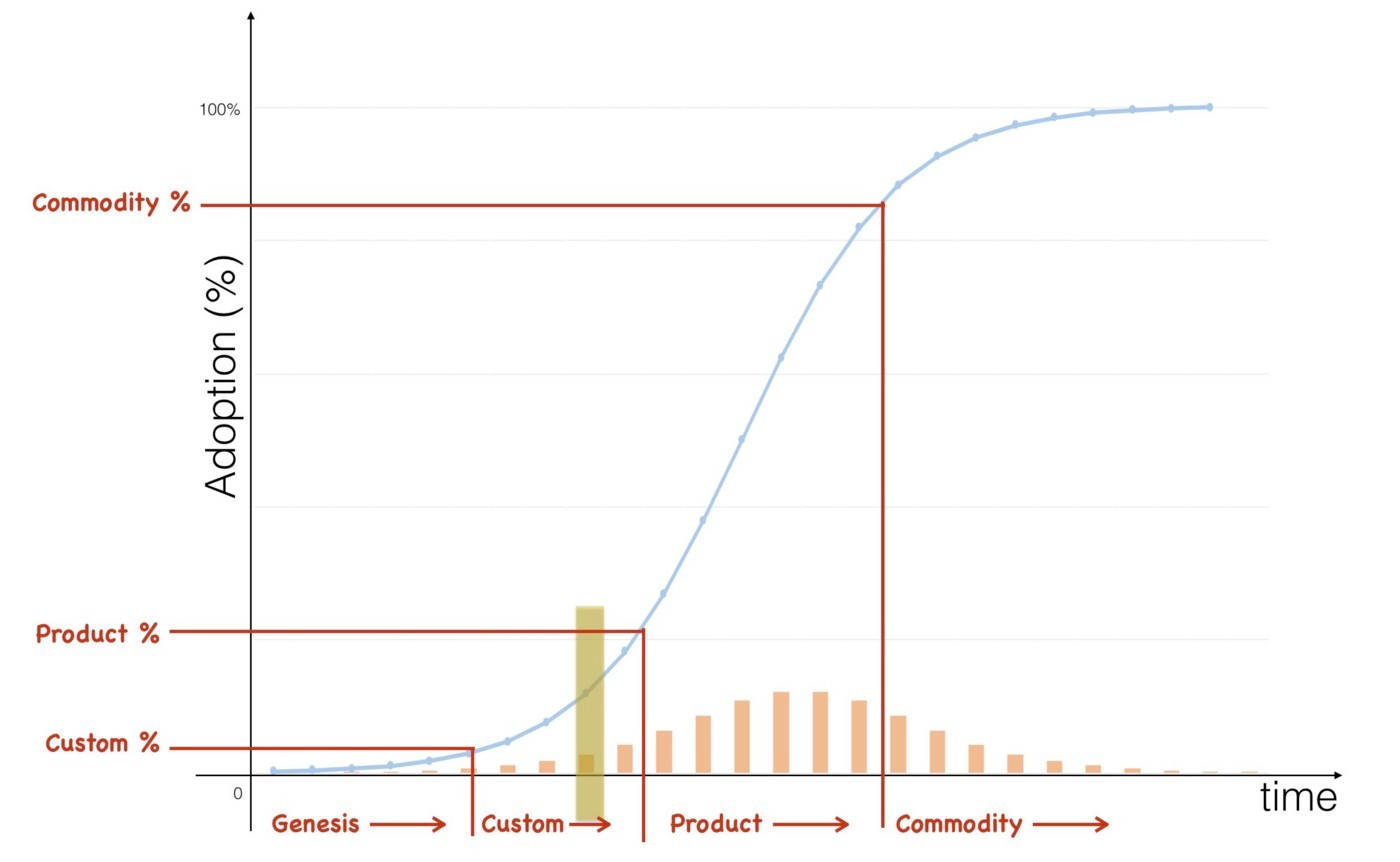 100%
Commodity %
Adoption (%)
Product %
Custom %
0
time
Genesis
Custom
Product
Commodity